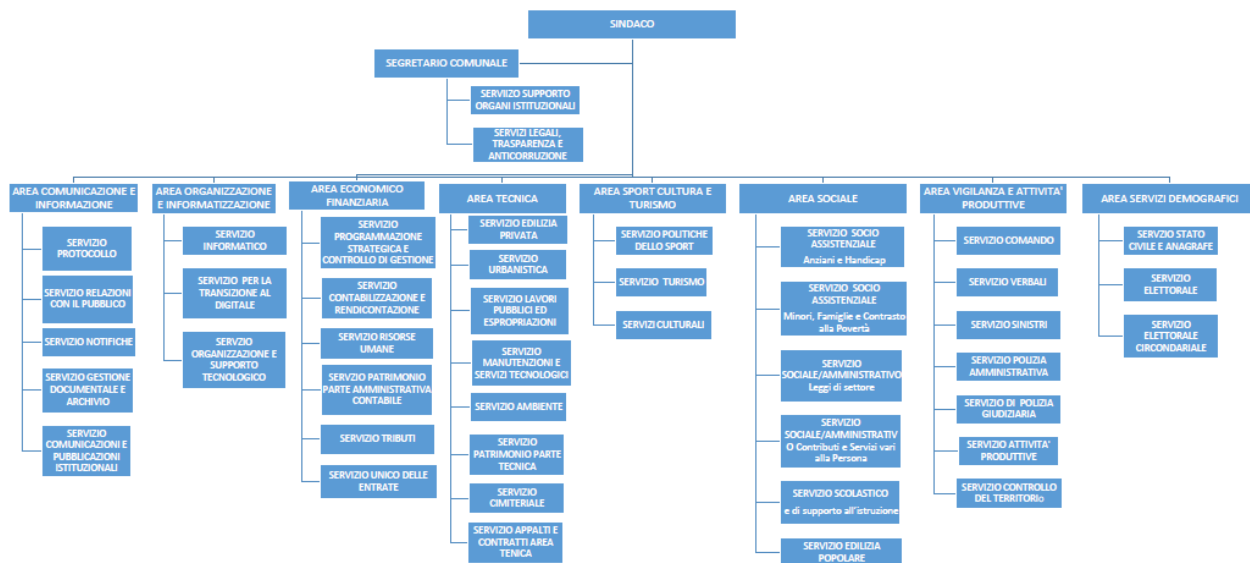 SINDACO
SEGRETARIO COMUNALE
SERVIIZO SUPPORTO
ORGANI ISTITUZIONALI
SERVIZI LEGALI,
TRASPARENZA E
ANTICORRUZIONE
AREA COMUNICAZIONE E
INFORMAZIONE
SERVIZIO
PROTOCOLLO
SERVIZIO RELAZIONI
CON IL PUBBLICO
SERVIZIO NOTIFICHE
SERVIZIO GESTIONE
DOCUMENTALE E
ARCHIVIO
SERVIZIO
COMUNICAZIONI E
PUBBLICAZIONI
ISTITUZIONALI
AREA ORGANIZZAZIONE
E INFORMATIZZAZIONE
SERVIZIO
INFORMATICO
SERVIZIO PER LA
TRANSIZIONE AL
DIGITALE
SERVZIO
ORGANIZZAZIONE E
SUPPORTO
TECNOLOGICO
AREA ECONOMICO
FINANZIARIA
SERVIZIO
PROGRAMMAZIONE
STRATEGICA E
CONTROLLO DI GESTIONE
SERVIZIO
CONTABILIZZAZIONE E
RENDICONTAZIONE
SERVIZIO RISORSE
UMANE
SERVZIO PATRIMONIO
PARTE AMMINISTRATIVA
CONTABILE
SERVIZIO TRIBUTI
SERVIZIO UNICO DELLE
ENTRATE
AREA TECNICA
SERVIZIO EDILIZIA
PRIVATA
SERVIZIO
URBANISTICA
SERVIZIO LAVORI
PUBBLICI ED
ESPROPRIAZIONI
SERVIZIO
MANUTENZIONI E
SERVIZI TECNOLOGICI
SERVIZIO AMBIENTE
SERVIZIO
PATRIMONIO PARTE
TECNICA
SERVIZIO
CIMITERIALE
SERVIZIO APPALTI E
CONTRATTI AREA
TENICA
AREA SPORT CULTURA E
TURISMO
SERVIZIO POLITICHE
DELLO SPORT
SERVIZIO TURISMO
SERVIZI CULTURALI
AREA SOCIALE
SERVIZIO SOCIO
ASSISTENZIALE
Anziani e Handicap
SERVIZIO SOCIO
ASSISTENZIALE
Minori, Famiglie e Contrasto
alla Povertà
SERVIZIO
SOCIALE/AMMINISTRATIVO
Leggi di settore
SERVIZIO
SOCIALE/AMMINISTRATIV
O Contributi e Servizi vari
alla Persona
SERVIZIO SCOLASTICO
e di supporto all'istruzione
SERVIZIO EDILIZIA
POPOLARE
AREA VIGILANZA E ATTIVITA'
PRODUTTIVE
SERVIZIO COMANDO
SERVIZIO VERBALI
SERVIZIO SINISTRI
SERVIZIO POLIZIA
AMMINISTRATIVA
SERVIZIO DI POLIZIA
GIUDIZIARIA
SERVIZIO ATTIVITA'
PRODUTTIVE
SERVIZIO CONTROLLO
DEL TERRITORIo
AREA SERVIZI DEMOGRAFICI
SERVIZIO STATO
CIVILE E ANAGRAFE
SERVIZIO
ELETTORALE
SERVIZIO
ELETTORALE
CIRCONDARIALE